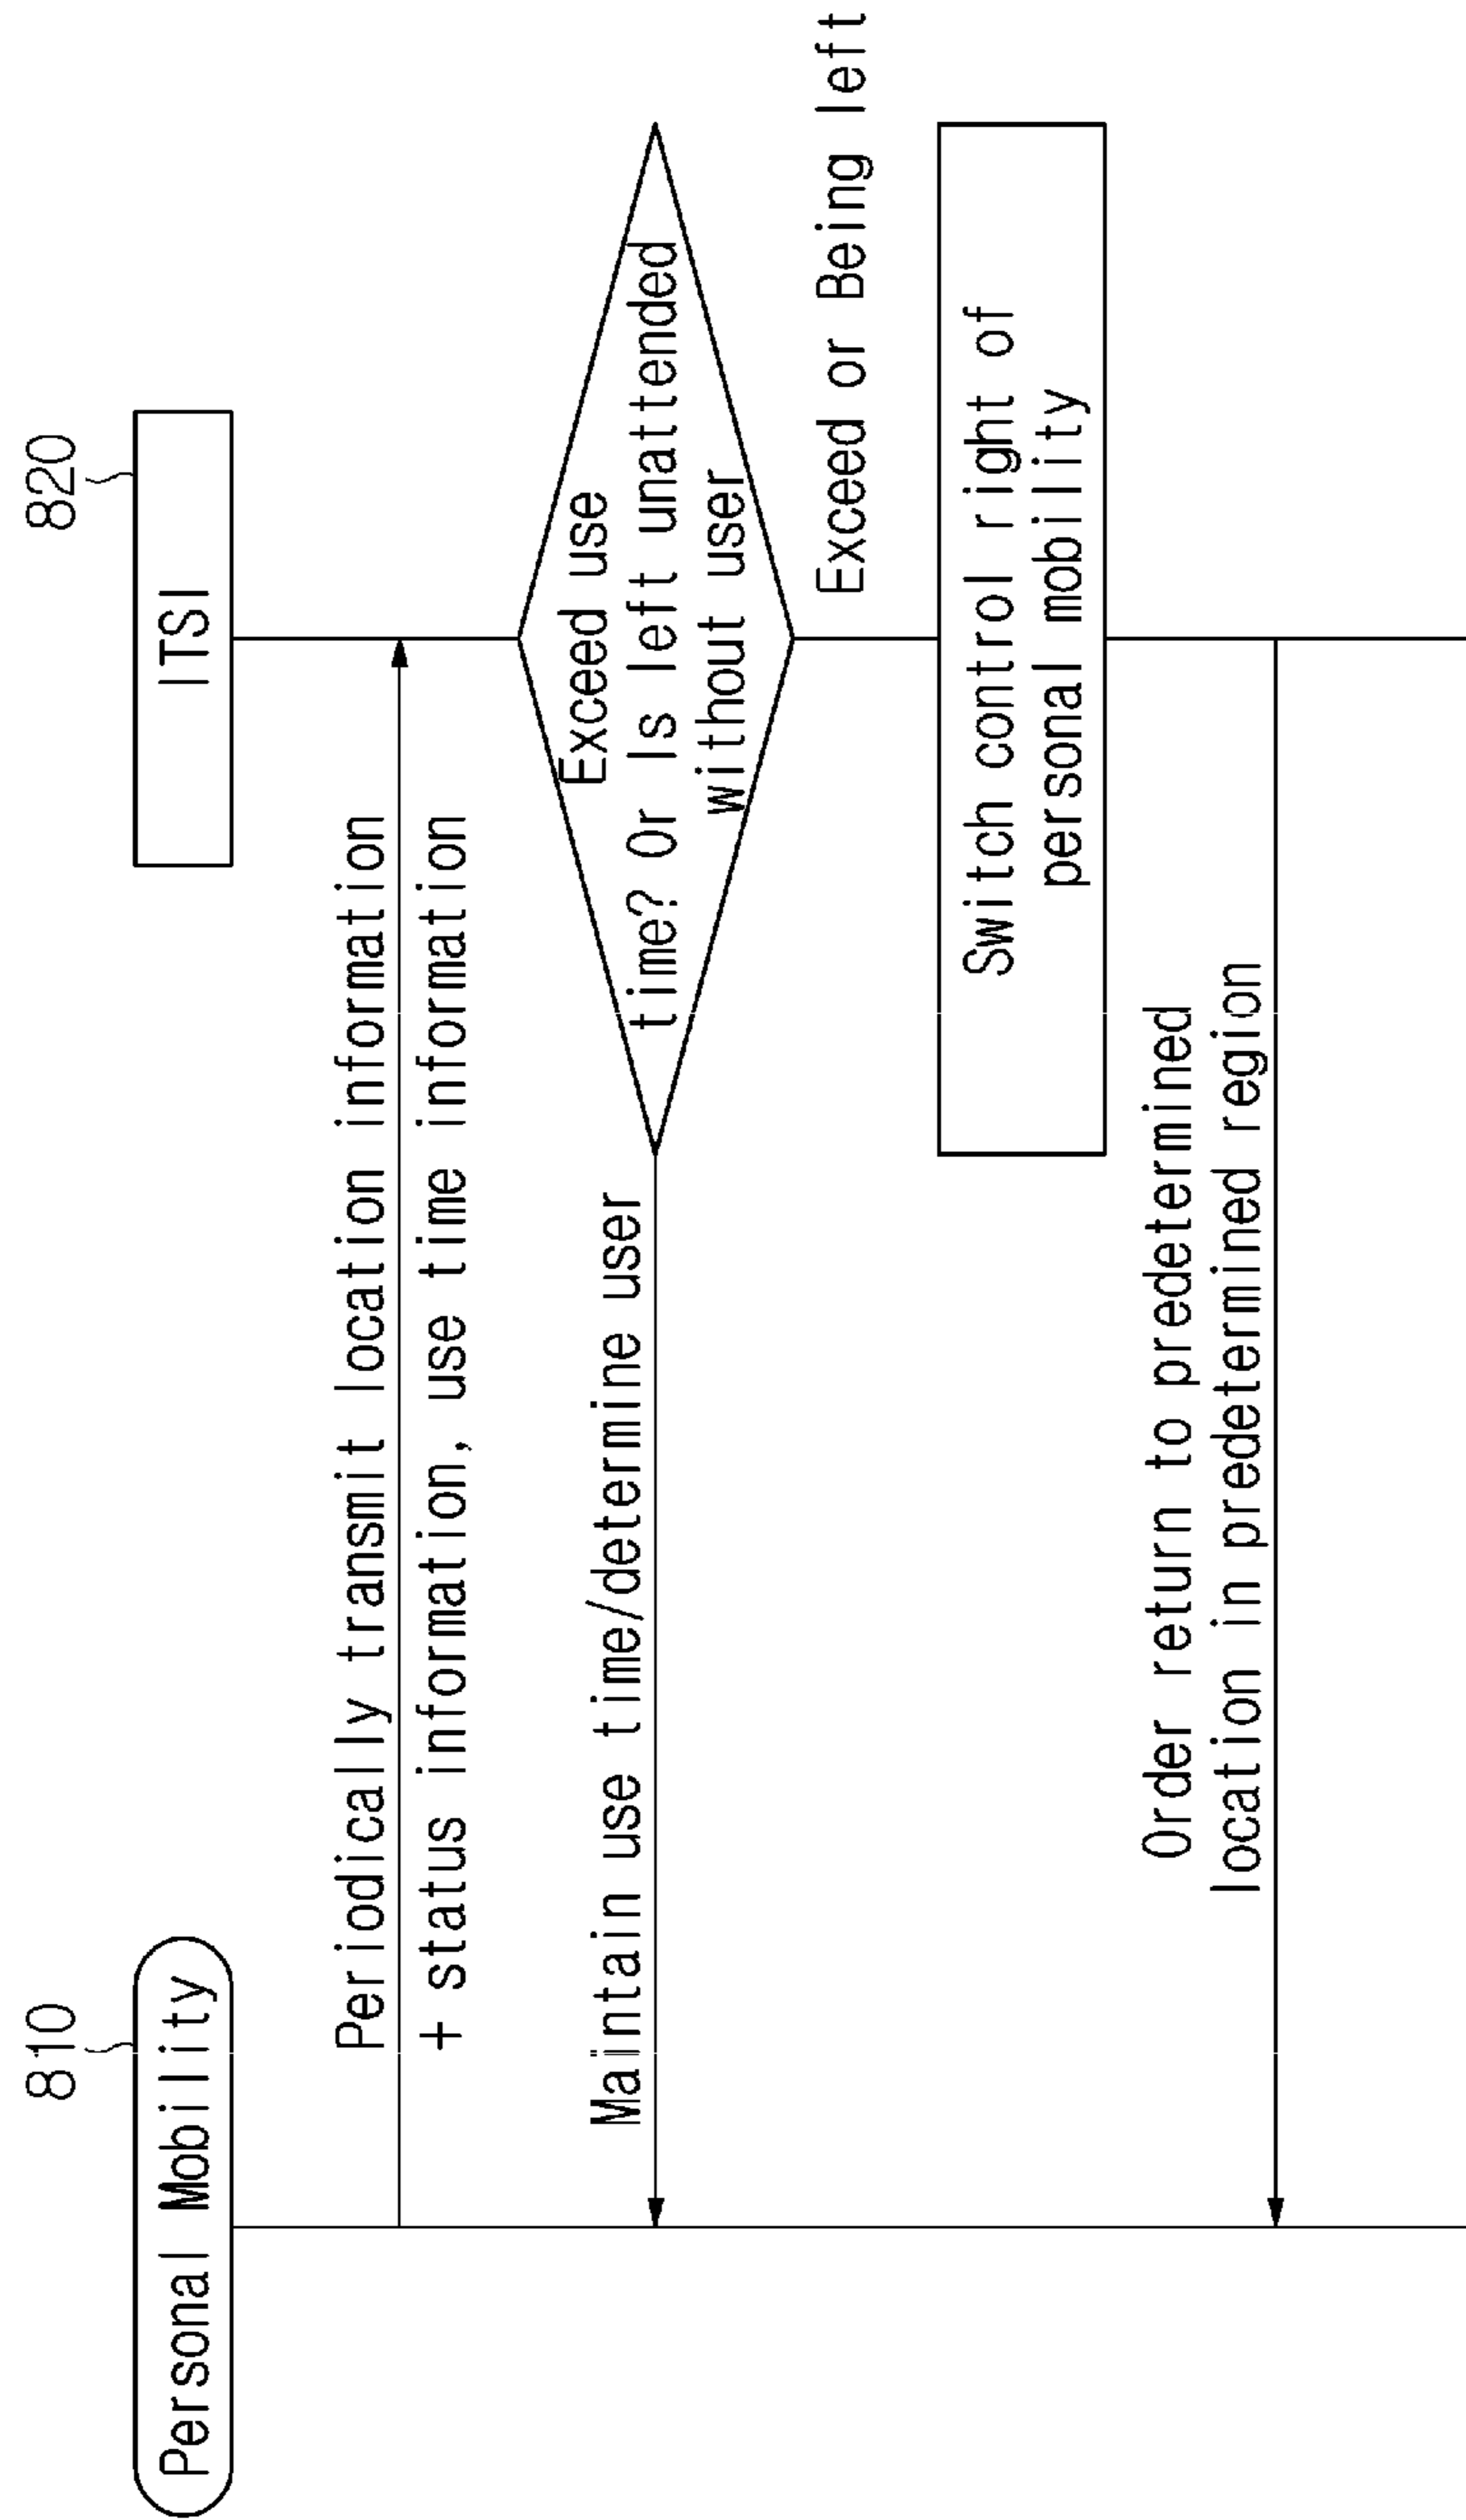 810
820
Personal Mobility
ITSI
Periodically transmit location information
+ status information, use time information
Exceed use
time? Or Is left unattended
without user
Maintain use time/determine user
Exceed or Being left
Switch control right of
personal mobility
Order return to predetermined
location in predetermined region